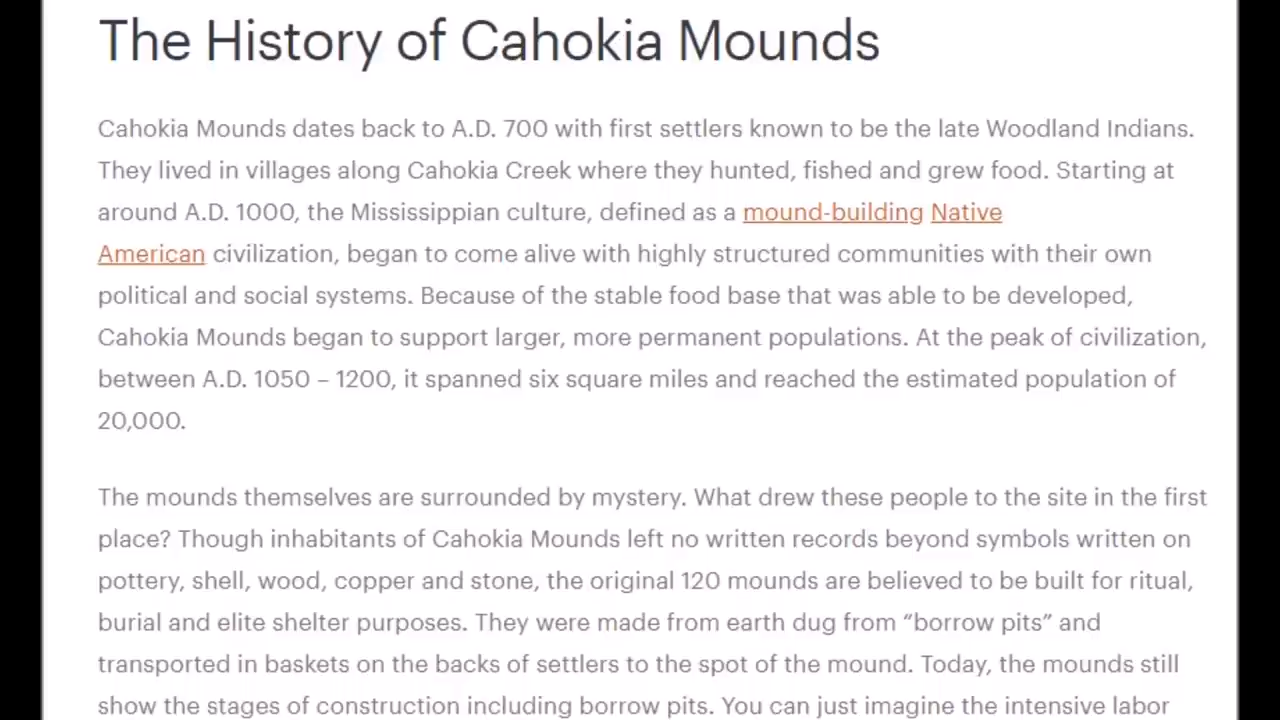 The History of Cahokia Mounds
Cahokia Mounds dates back to A.D. 700 with first settlers known to be the late Woodland Indians.
They lived in villages along Cahokia Creek where they hunted, fished and grew food. Starting at
around A.D. 1000, the Mississippian culture, defined as a mound-building Native
American civilization, began to come alive with highly structured communities with their own
political and social systems. Because of the stable food base that was able to be developed,
Cahokia Mounds began to support larger, more permanent populations. At the peak of civilization,
between A.D. 1050 – 1200, it spanned six square miles and reached the estimated population of
20,000.
The mounds themselves are surrounded by mystery. What drew these people to the site in the first
place? Though inhabitants of Cahokia Mounds left no written records beyond symbols written on
pottery, shell, wood, copper and stone, the original 120 mounds are believed to be built for ritual,
burial and elite shelter purposes. They were made from earth dug from “borrow pits” and
transported in baskets on the backs of settlers to the spot of the mound. Today, the mounds still
show the stages of construction including borrow pits. You can just imagine the intensive labor